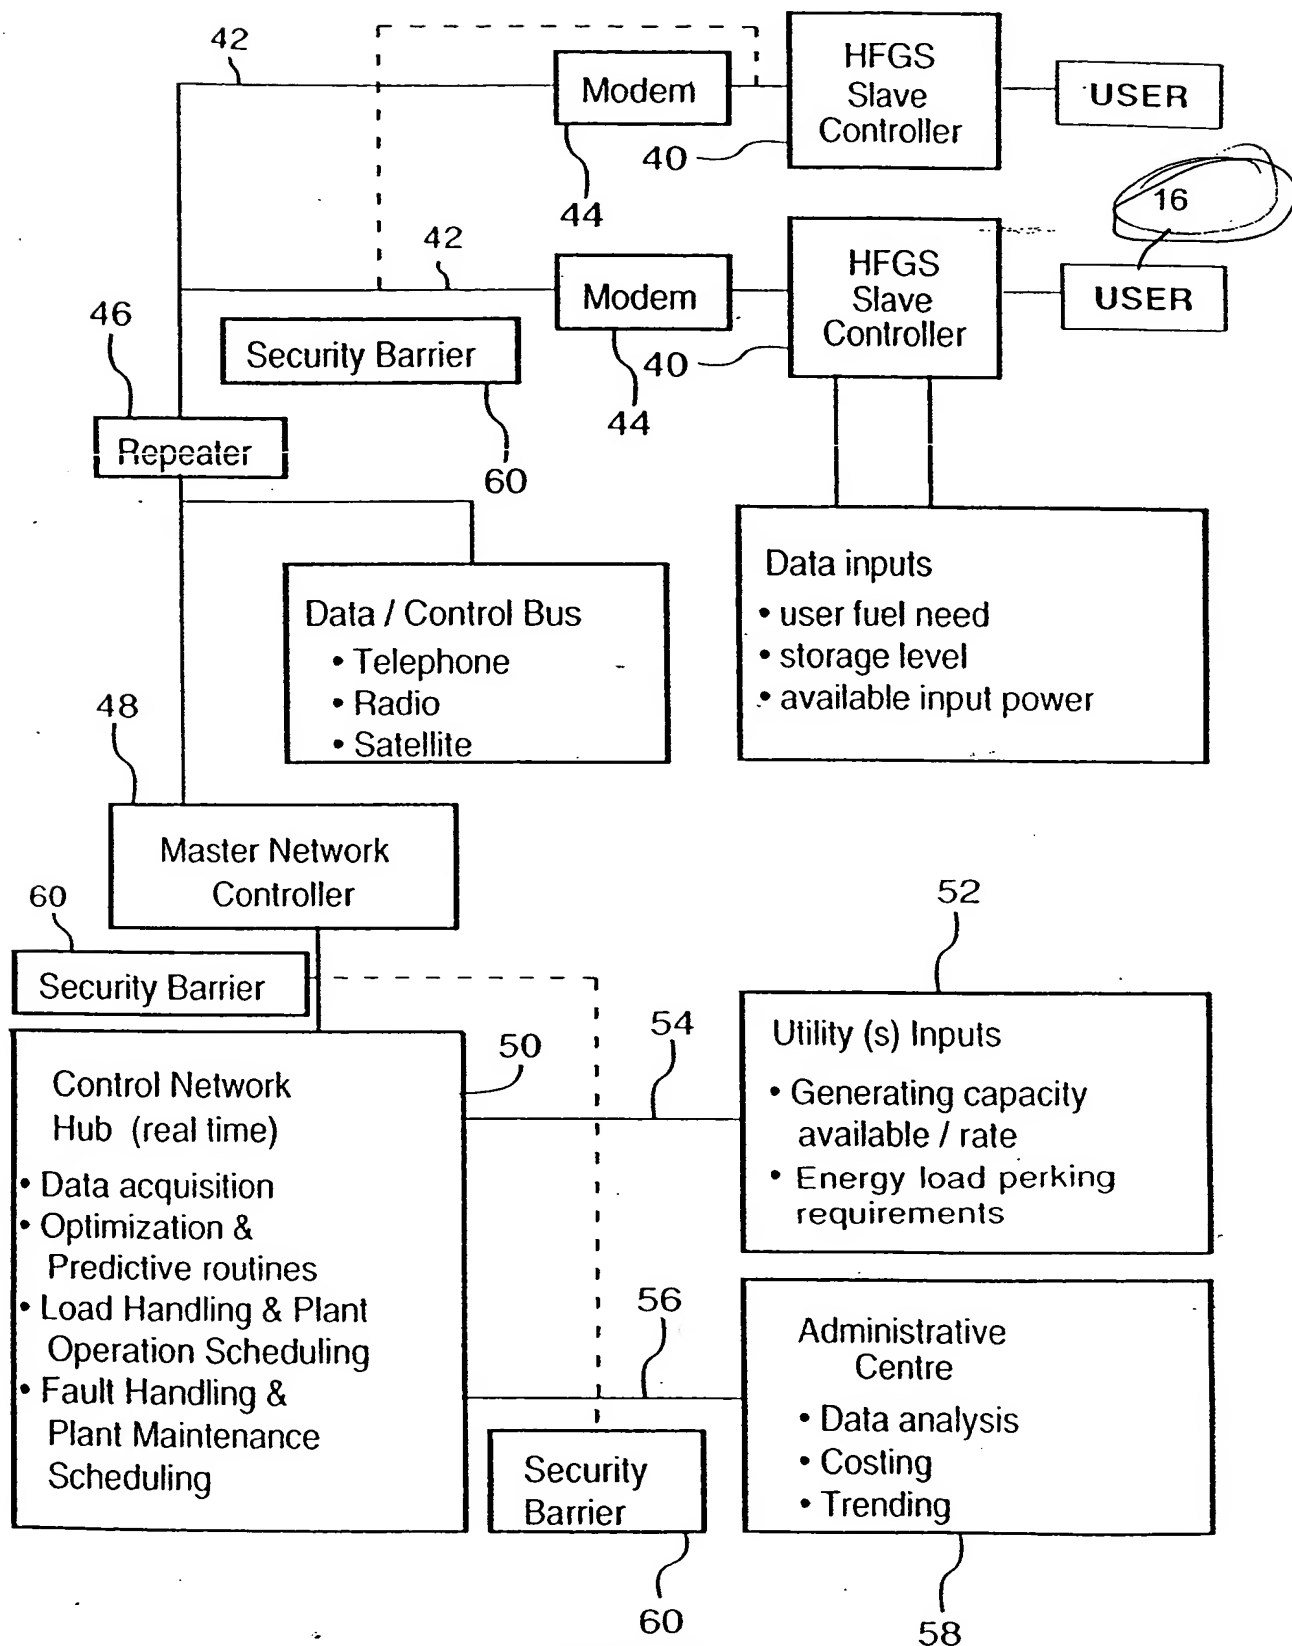 42
Modem
44
HFGS
Slave
Controller
40
USER
16
42
Modem
44
HFGS
Slave
Controller
40
USER
46
Security Barrier
60
Repeater
Data / Control Bus
• Telephone
• Radio
• Satellite
Data inputs
• user fuel need
• storage level
• available input power
48
Master Network
Controller
60
Security Barrier
50
Control Network
Hub (real time)
• Data acquisition
• Optimization &
Predictive routines
• Load Handling & Plant
Operation Scheduling
• Fault Handling &
Plant Maintenance
Scheduling
52
54
Utility (s) Inputs
• Generating capacity
available / rate
• Energy load perking
requirements
56
Administrative
Centre
• Data analysis
• Costing
• Trending
58
Security
Barrier
60